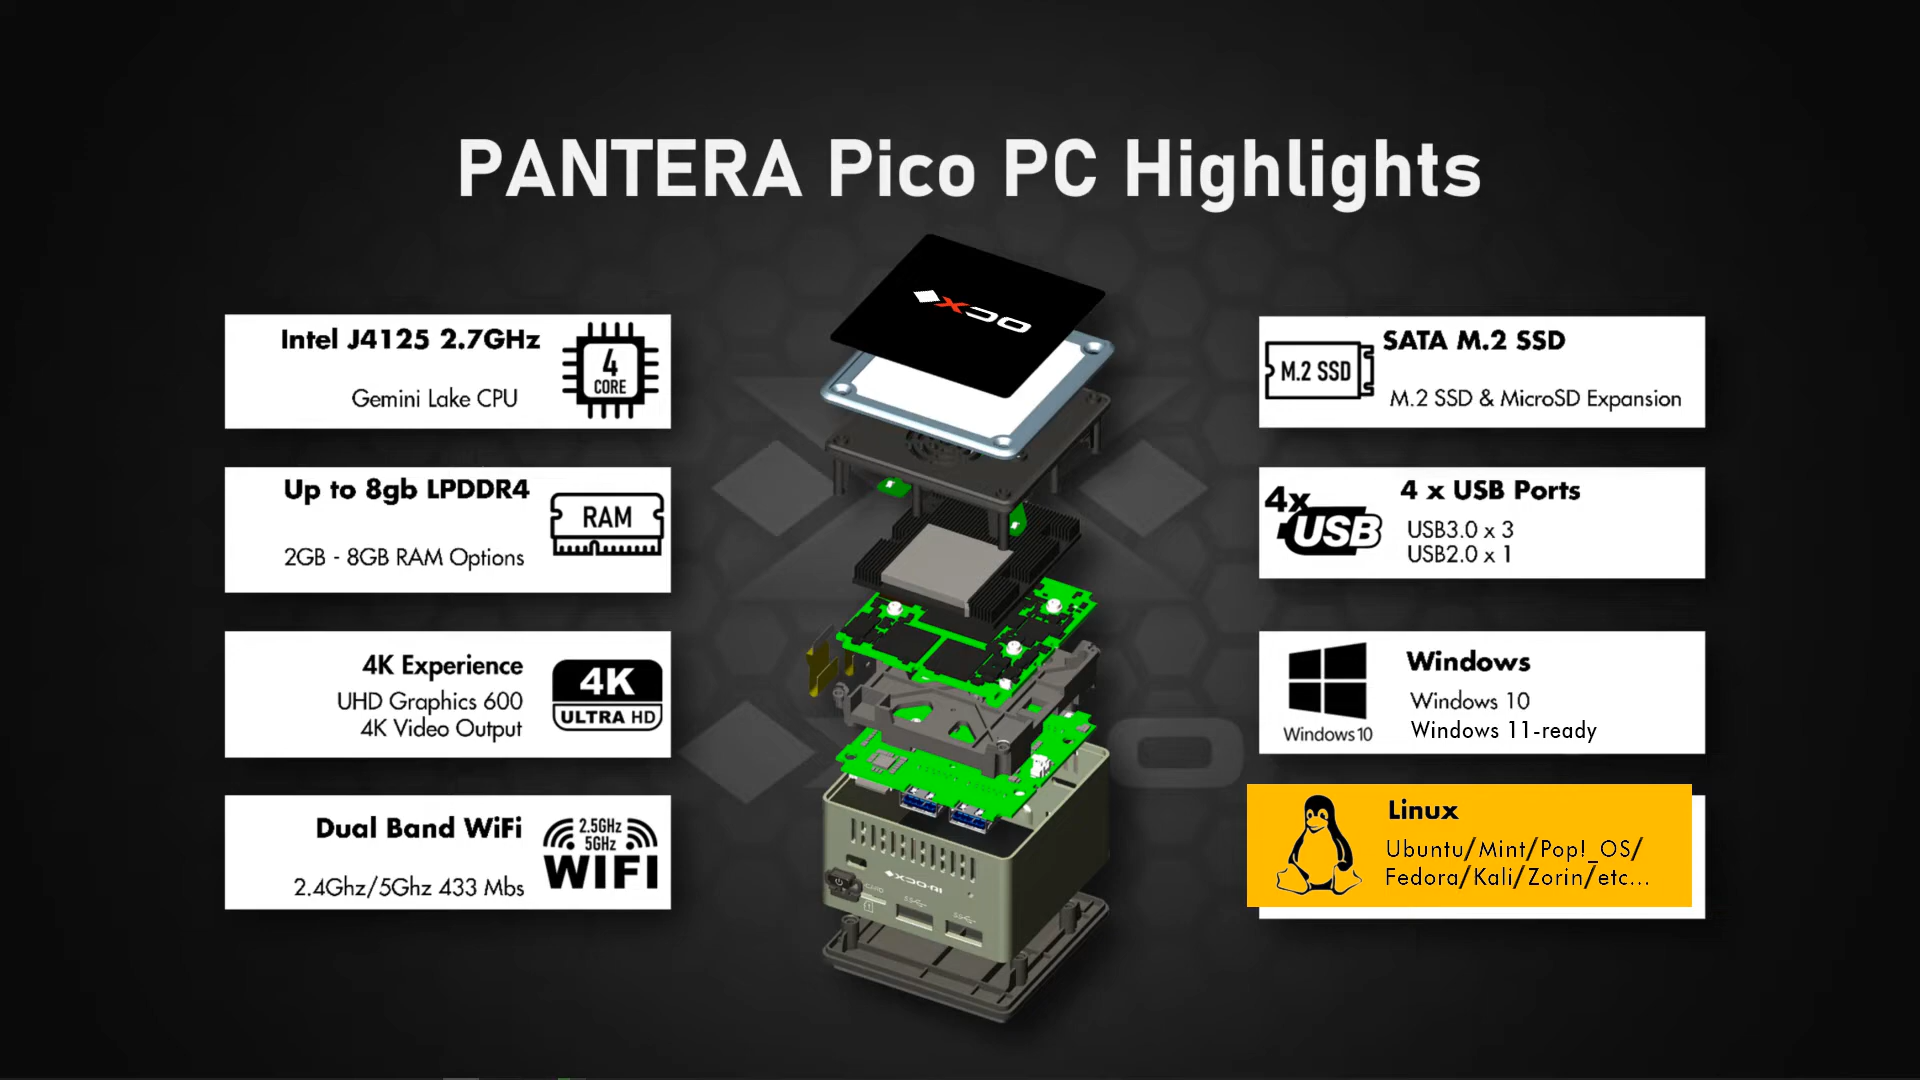 PANTERA Pico PC Highlights
Intel J4125 2.7GHz
Gemini Lake CPU
4
CORE
Up to 8gb LPDDR4
2GB - 8GB RAM Options
RAM
4K Experience
UHD Graphics 600
4K Video Output
4K
ULTRA HD
Dual Band WiFi
2.4Ghz/5Ghz 433 Mbs
2.5GHz
5GHz
WIFI
XDO
M.2 SSD
SATA M.2 SSD
M.2 SSD & MicroSD Expansion
4x
USB
4 x USB Ports
USB3.0 x 3
USB2.0 x 1
Windows10
Windows
Windows 10
Windows 11-ready
Linux
Ubuntu/Mint/Pop!_OS/
Fedora/Kali/Zorin/etc...